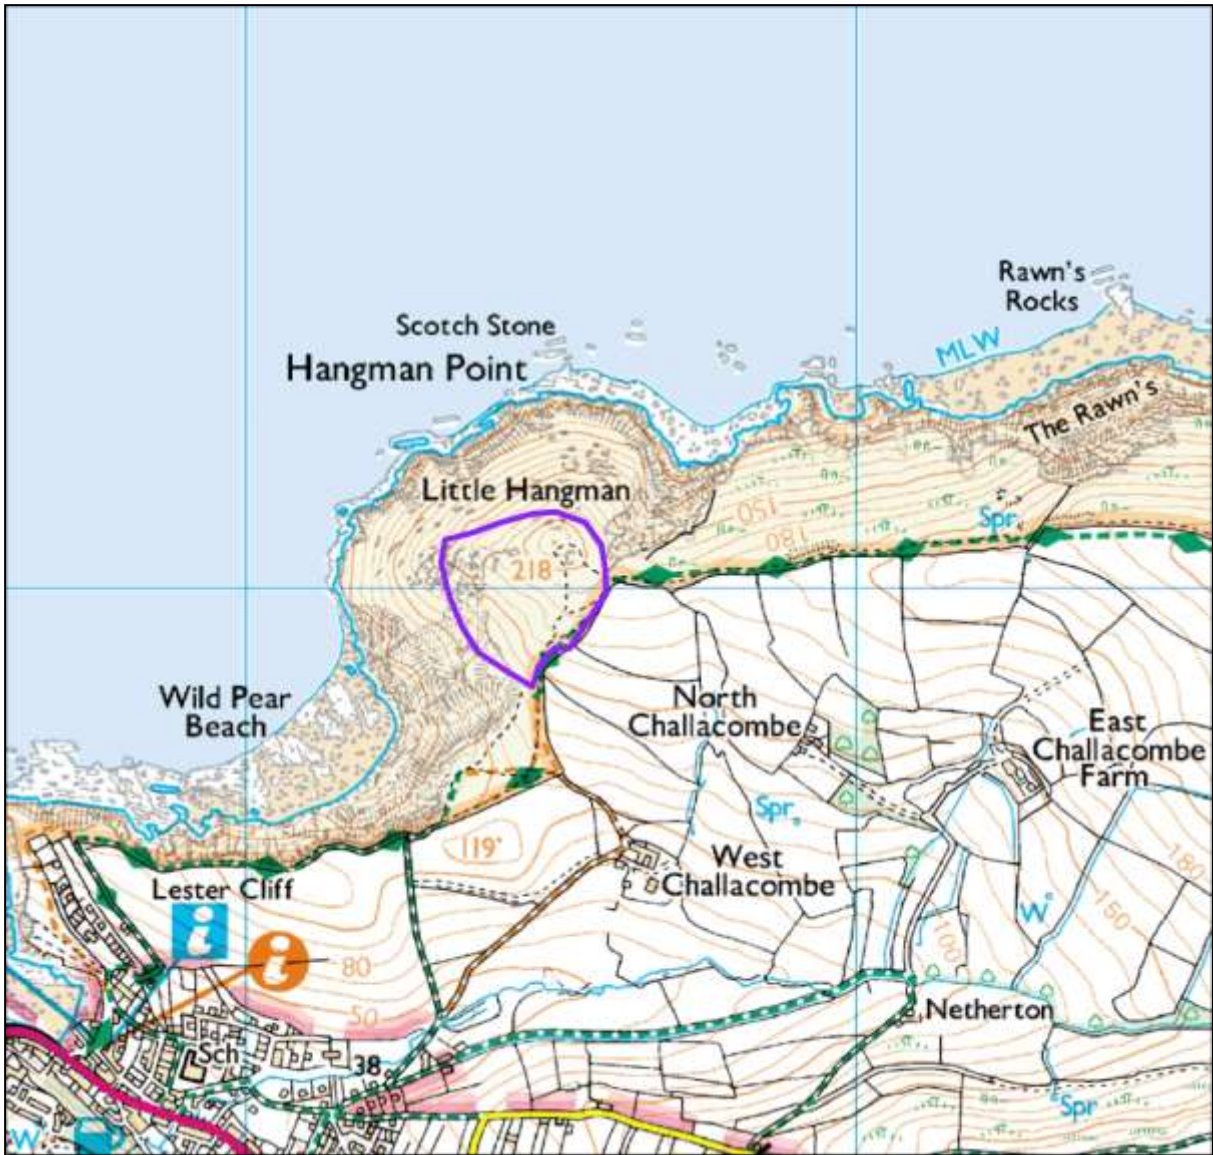 Rawn's
Rocks
Scotch Stone
MLW
Hangman Point
The Rawn's
Little Hangman
150
Spr
180
218
Wild Pear
Beach
North
Challacombe
East
Challacombe
Farm
Spr
119
West
Challacombe
180
Lester Cliff
W
150
i
i
100
80
50
Netherton
Sch
38
Spr
W